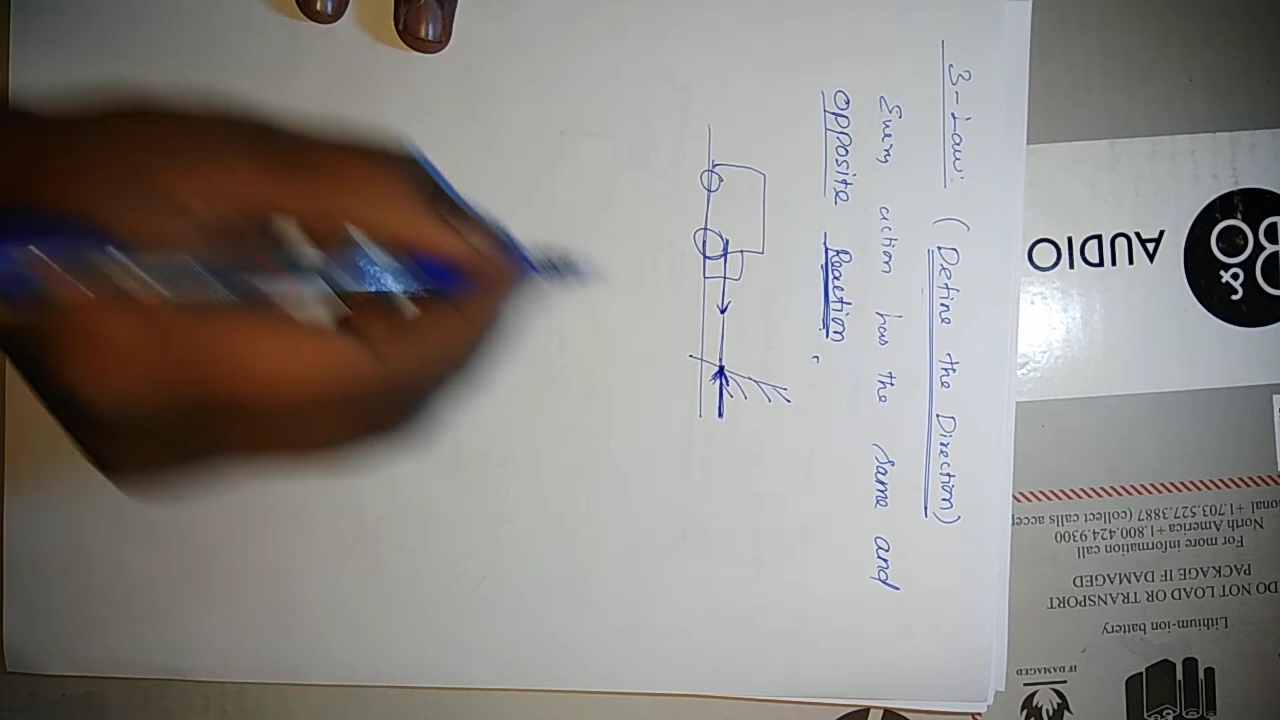 3-Law: (Define the Direction)
Every action has the same and
opposite Reaction.
B&O
AUDIO
North America +1.800.424.9300
For more information call
PACKAGE IF DAMAGED
DO NOT LOAD OR TRANSPORT
Lithium-ion battery
IF DAMAGED
+1.703.527.3887 (collect calls